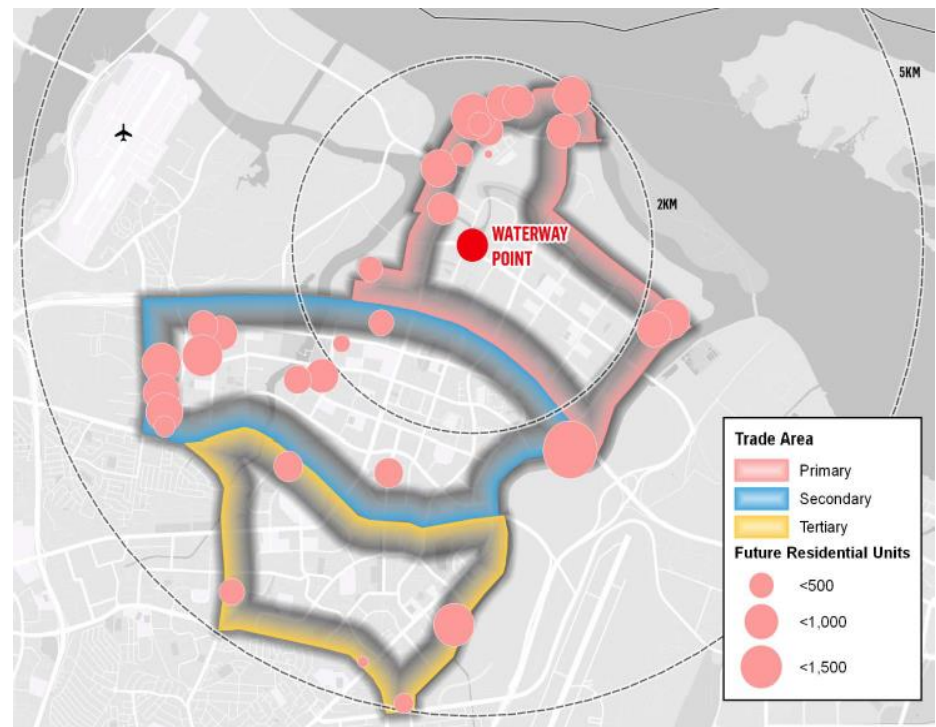 5KM
2KM
WATERWAY
POINT
Trade Area
Primary
Secondary
Tertiary
Future Residential Units
<500
<1,000
<1,500